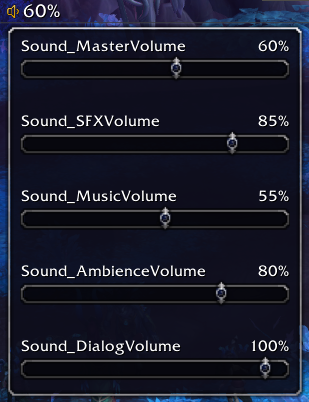 60%
Sound_MasterVolume 60%
Sound_SFXVolume 85%
Sound_MusicVolume 55%
Sound_AmbienceVolume 80%
Sound_DialogVolume 100%